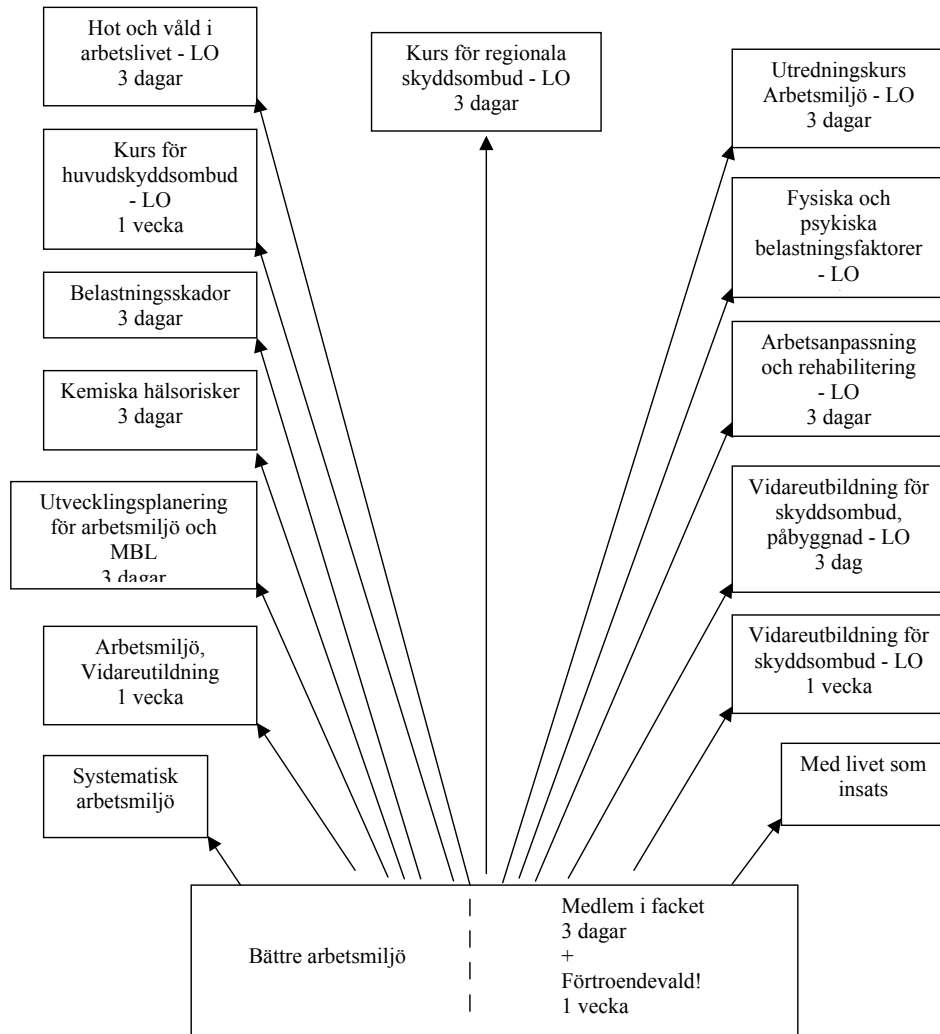 Hot och våld i
arbetslivet - LO
3 dagar
Kurs för regionala
skyddsombud - LO
3 dagar
Utredningskurs
Arbetsmiljö - LO
3 dagar
Kurs för
huvudskyddsombud
- LO
1 vecka
Fysiska och
psykiska
belastningsfaktorer
- LO
Belastningsskador
3 dagar
Arbetsanpassning
och rehabilitering
- LO
3 dagar
Kemiska hälsorisker
3 dagar
Utvecklingsplanering
för arbetsmiljö och
MBL
3 dagar
Vidareutbildning för
skyddsombud,
påbyggnad - LO
3 dag
Arbetsmiljö,
Vidareutildning
1 vecka
Vidareutbildning för
skyddsombud - LO
1 vecka
Systematisk
arbetsmiljö
Med livet som
insats
Bättre arbetsmiljö
Medlem i facket
3 dagar
+
Förtroendevald!
1 vecka